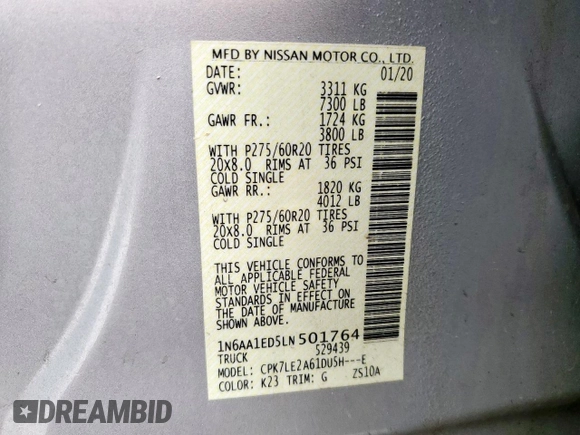 MFD BY NISSAN MOTOR CO., LTD.
DATE: 01/20
GVWR: 3311 KG
7300 LB
GAWR FR.: 1724 KG
3800 LB
WITH P275/60R20 TIRES
20x8.0 RIMS AT 36 PSI
COLD SINGLE
GAWR RR.: 1820 KG
4012 LB
WITH P275/60R20 TIRES
20x8.0 RIMS AT 36 PSI
COLD SINGLE
THIS VEHICLE CONFORMS TO
ALL APPLICABLE FEDERAL
MOTOR VEHICLE SAFETY
STANDARDS IN EFFECT ON
THE DATE OF MANUFACTURE
SHOWN ABOVE.
1N6AA1ED5LN501764
TRUCK S29439
MODEL: CPK7LE2A61DU5H---E
COLOR: K23 TRIM: G ZS10A
DREAMBID